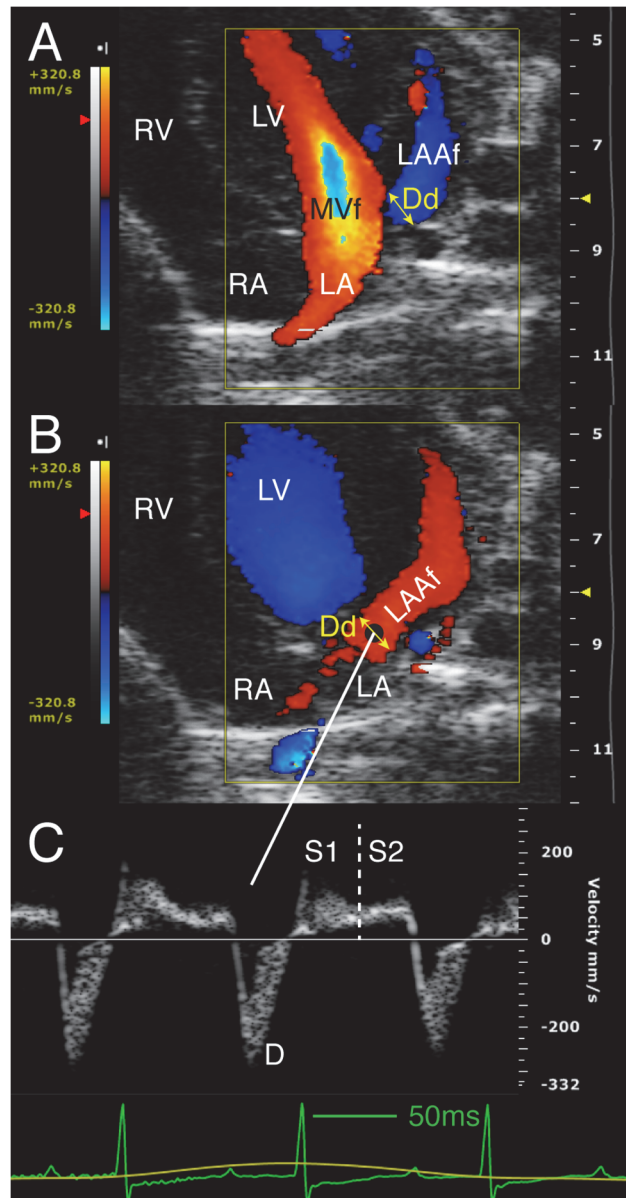 A
+320.8
mm/s
-320.8
mm/s
RV
LV
LAAf
Dd
MVf
RA
LA
5
7
9
11
B
+320.8
mm/s
-320.8
mm/s
RV
LV
LAAf
Dd
RA
LA
5
7
9
11
C
S1
S2
D
200
0
-200
-332
Velocity mm/s
50ms